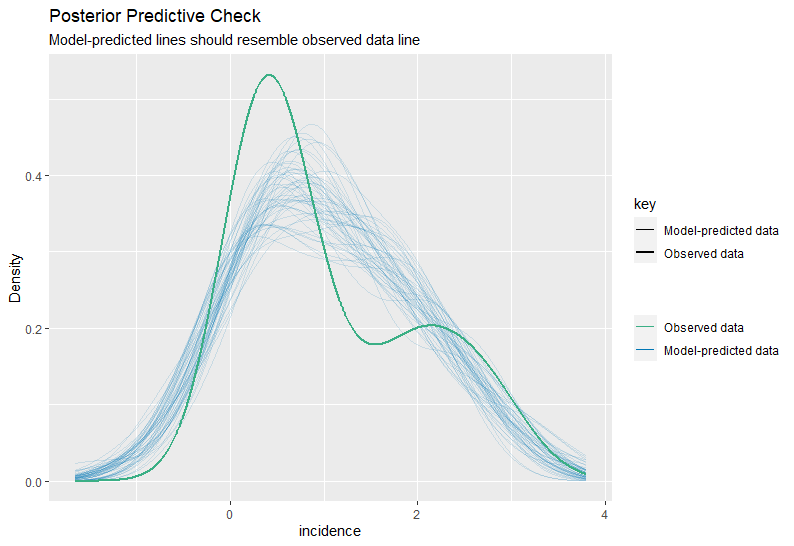 Posterior Predictive Check
Model-predicted lines should resemble observed data line
Density
0.4
0.2
0.0
0
2
4
incidence
key
Model-predicted data
Observed data
Observed data
Model-predicted data